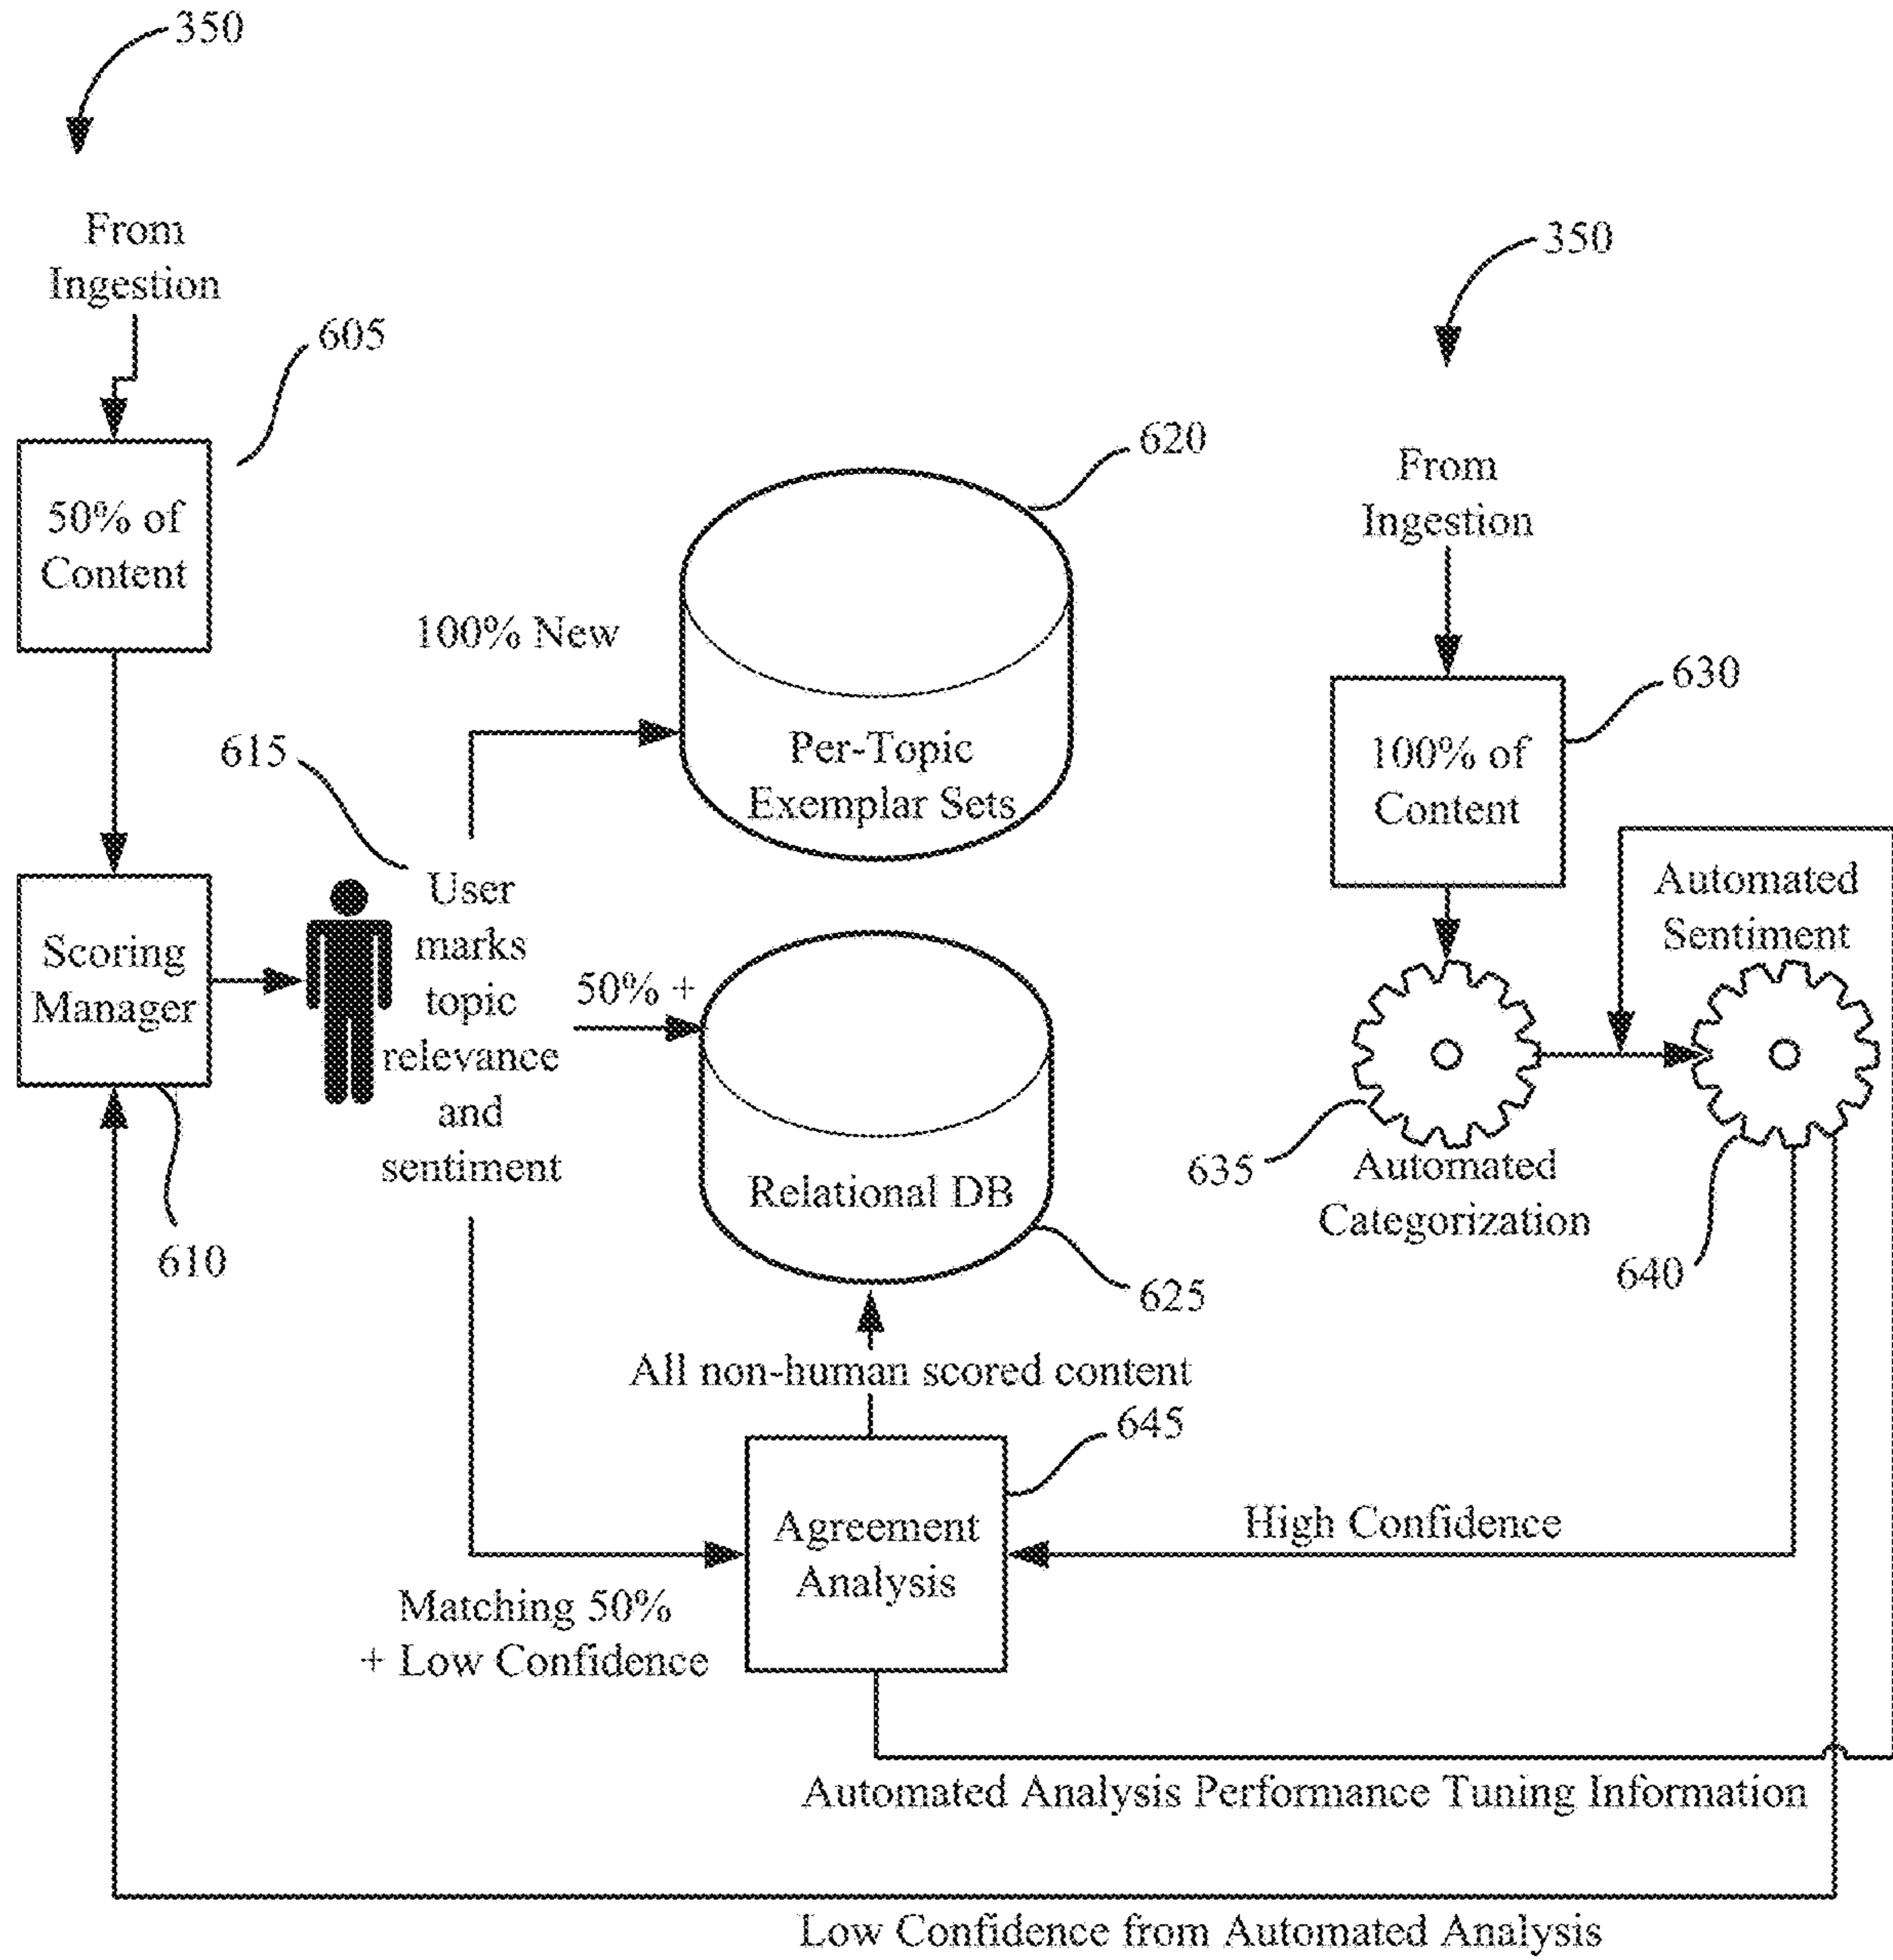 350
From
Ingestion
605
50% of
Content
350
620
From
Ingestion
100% New
630
615
Per-Topic
Exemplar Sets
100% of
Content
User
marks
topic
relevance
and
sentiment
Automated
Sentiment
Scoring
Manager
50% +
635
Automated
Categorization
Relational DB
610
625
640
All non-human scored content
645
Agreement
Analysis
High Confidence
Matching 50%
+ Low Confidence
Automated Analysis Performance Tuning Information
Low Confidence from Automated Analysis